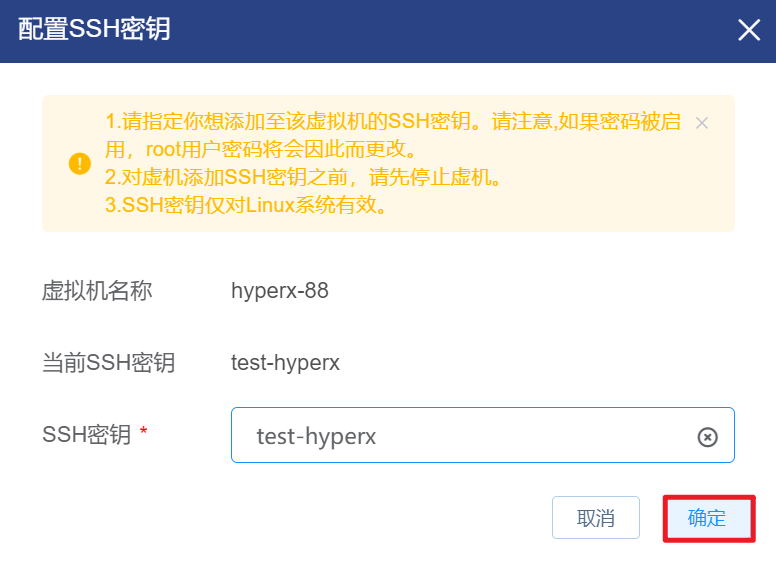 配置SSH密钥
1.请指定你想添加至该虚拟机的SSH密钥。请注意,如果密码被启
用，root用户密码将会因此而更改。
2.对虚机添加SSH密钥之前，请先停止虚机。
3.SSH密钥仅对Linux系统有效。
虚拟机名称 hyperx-88
当前SSH密钥 test-hyperx
SSH密钥 * test-hyperx
取消 确定